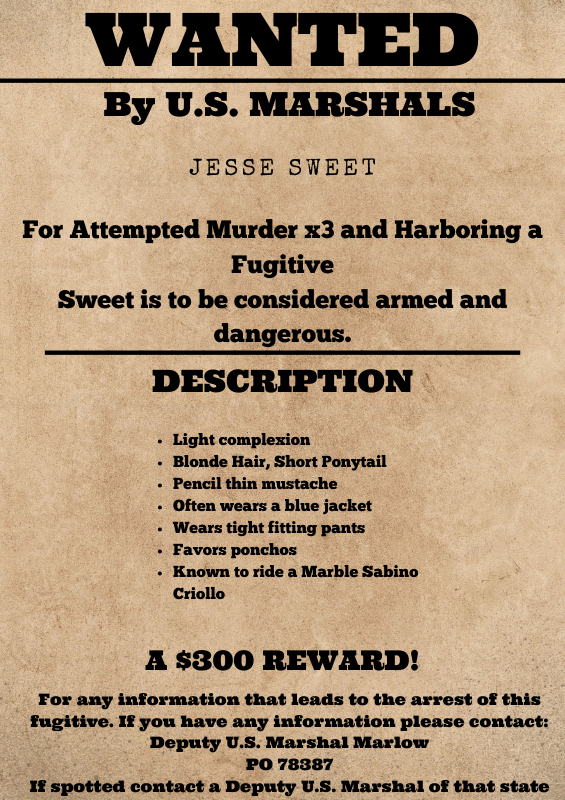 WANTED
By U.S. MARSHALS
JESSE SWEET
For Attempted Murder x3 and Harboring a
Fugitive
Sweet is to be considered armed and
dangerous.
DESCRIPTION
• Light complexion
• Blonde Hair, Short Ponytail
• Pencil thin mustache
• Often wears a blue jacket
• Wears tight fitting pants
• Favors ponchos
• Known to ride a Marble Sabino
Criollo
A $300 REWARD!
For any information that leads to the arrest of this
fugitive. If you have any information please contact:
Deputy U.S. Marshal Marlow
PO 78387
If spotted contact a Deputy U.S. Marshal of that state